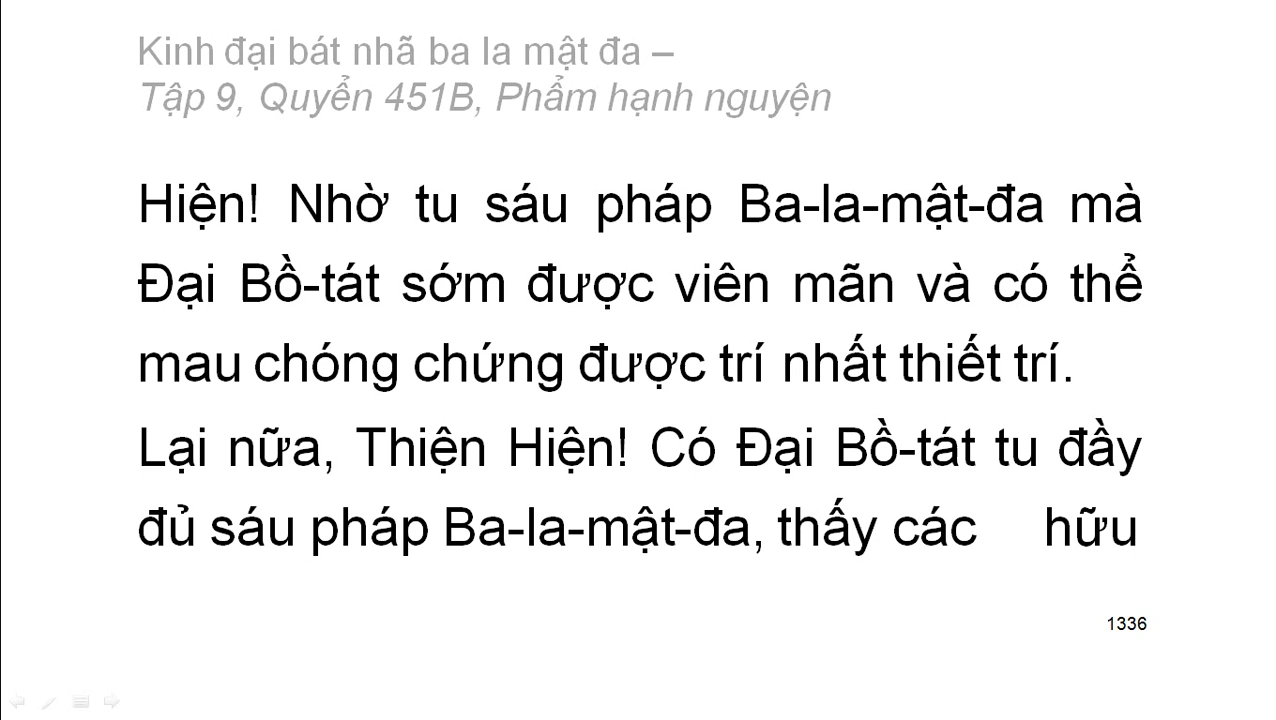 Kinh đại bát nhã ba la mật đa –
Tập 9, Quyển 451B, Phẩm hạnh nguyện
Hiện! Nhờ tu sáu pháp Ba-la-mật-đa mà
Đại Bồ-tát sớm được viên mãn và có thể
mau chóng chứng được trí nhất thiết trí.
Lại nữa, Thiện Hiện! Có Đại Bồ-tát tu đầy
đủ sáu pháp Ba-la-mật-đa, thấy các hữu
1336